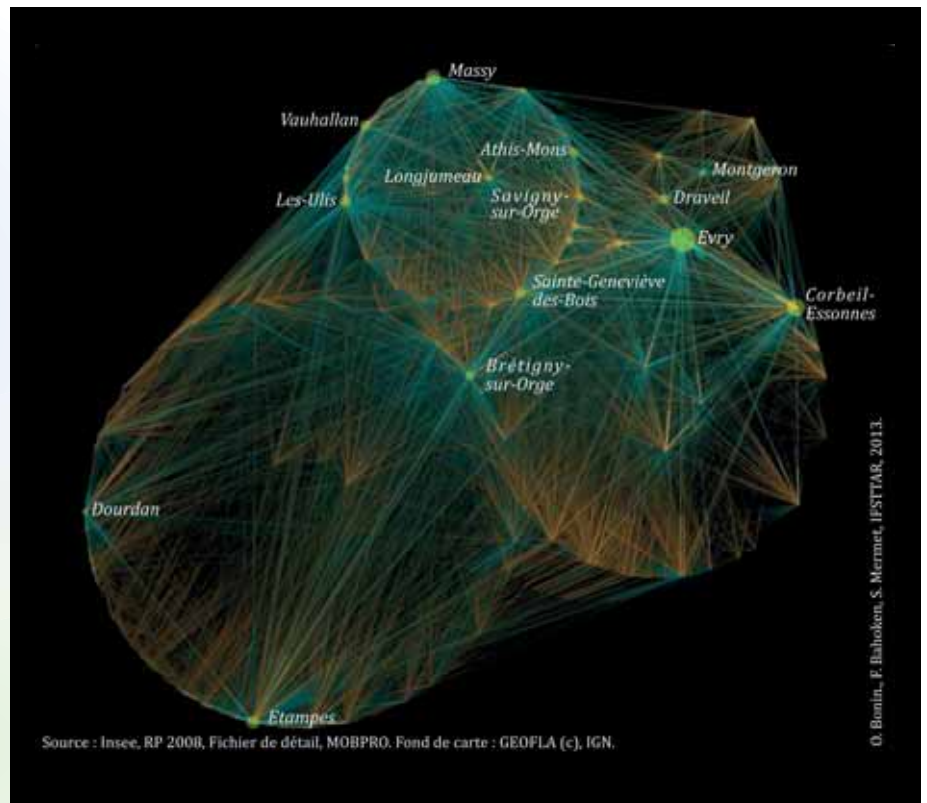 Massy
Vauhallan
Athis-Mons
Longjumeau
Montgeron
Les-Ulis
Savigny-
sur-Orge
Draveil
Evry
Sainte-Geneviève
des-Bois
Corbeil-
Essonnes
Brétigny-
sur-Orge
Dourdan
Etampes
Source : Insee, RP 2008, Fichier de détail, MOBPRO. Fond de carte : GEOFLA (c), IGN.
O. Bonin., F. Bahoken, S. Mermet, IFSTTAR, 2013.